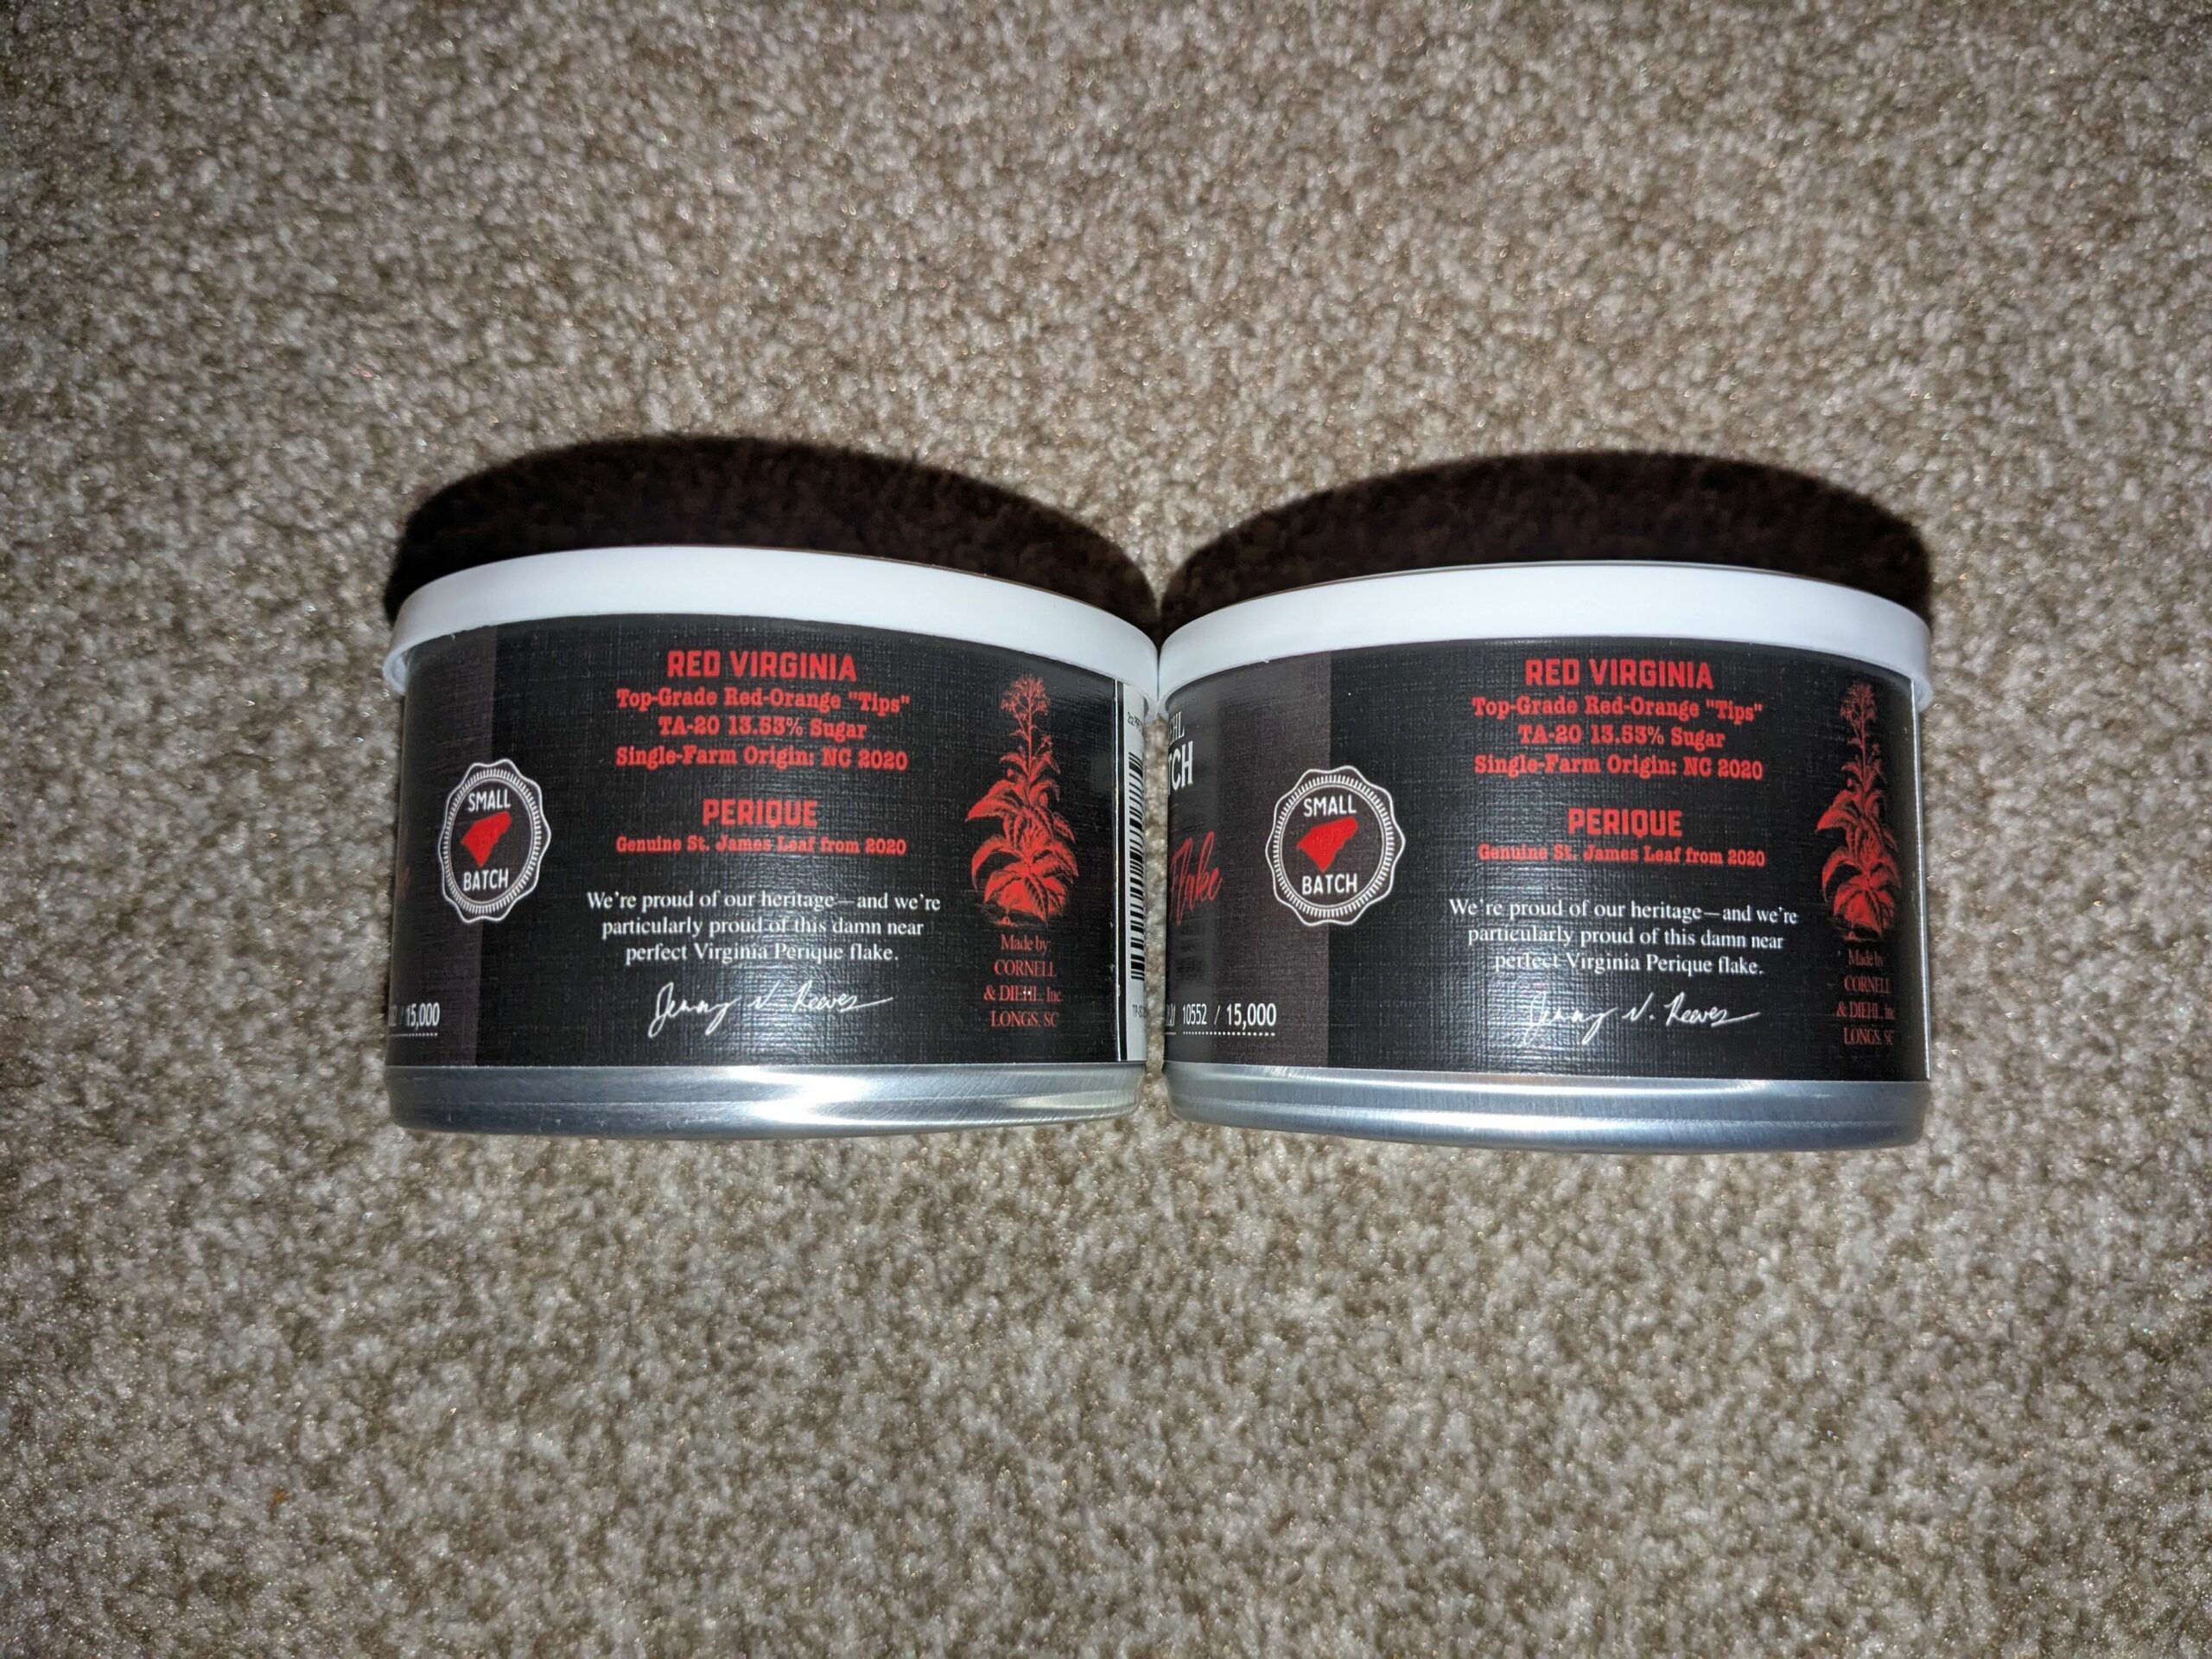 RED VIRGINIA
Top-Grade Red-Orange "Tips"
TA-20 13.53% Sugar
Single-Farm Origin: NC 2020
PERIQUE
Genuine St. James Leaf from 2020
We're proud of our heritage—and we're
particularly proud of this damn near
perfect Virginia Perique flake.
Jenny N. Reeves
SMALL
BATCH
/ 15,000
Made by:
CORNELL
& DIEHL, Inc.
LONGS, SC
RED VIRGINIA
Top-Grade Red-Orange "Tips"
TA-20 13.53% Sugar
Single-Farm Origin: NC 2020
PERIQUE
Genuine St. James Leaf from 2020
We're proud of our heritage—and we're
particularly proud of this damn near
perfect Virginia Perique flake.
Jenny N. Reeves
SMALL
BATCH
Flake
10552 / 15,000
Made by
CORNELL
& DIEHL, Inc.
LONGS, SC